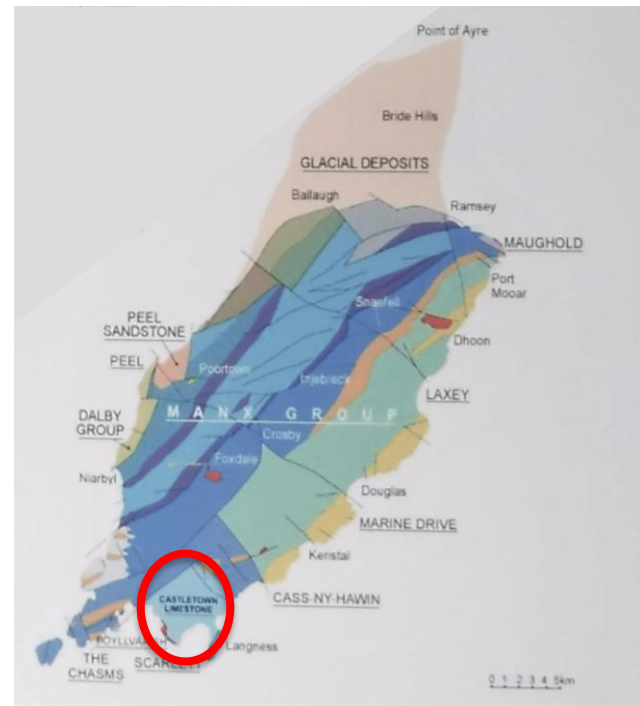 Point of Ayre
Bride Hills
GLACIAL DEPOSITS
Ballaugh
Ramsey
MAUGHOLD
Port
Mooar
Snaefell
PEEL
SANDSTONE
Dhoon
PEEL
Poortown
Injebreck
LAXEY
MANX GROUP
DALBY
GROUP
Crosby
Foxdale
Niarbyl
Douglas
MARINE DRIVE
Keristal
CASS-NY-HAWIN
CASTLETOWN
LIMESTONE
Langness
THE
CHASMS
SCARLETT
0 1 2 3 4 5km